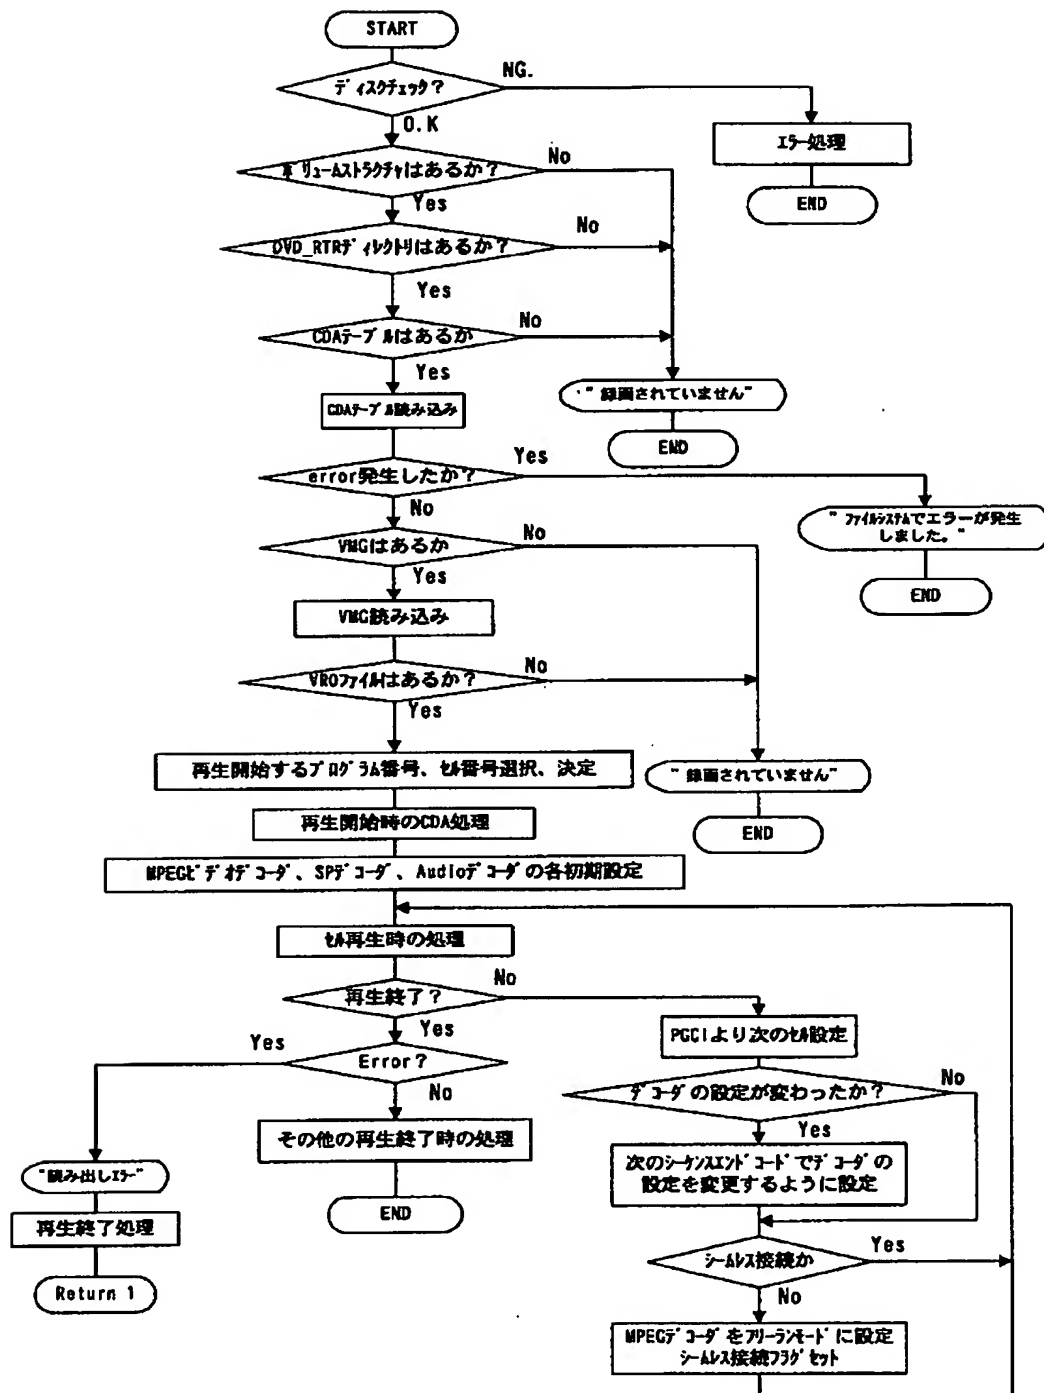 START
ディスクチェック？
NG.
O.K
エラー処理
END
ボリュームストラクチャはあるか？
No
Yes
DVD_RTRディレクトリはあるか？
No
Yes
CDAテーブルはあるか
No
Yes
"録画されていません"
END
CDAテーブル読み込み
error発生したか？
Yes
No
"ファイルシステムでエラーが発生
しました。"
END
VMGはあるか
No
Yes
VMG読み込み
VROファイルはあるか？
No
Yes
再生開始するプログラム番号、セル番号選択、決定
"録画されていません"
END
再生開始時のCDA処理
MPEGビデオデコーダ、SPデコーダ、Audioデコーダの各初期設定
セル再生時の処理
再生終了？
No
Yes
PGCIより次のセル設定
Error？
Yes
No
デコーダの設定が変わったか？
No
Yes
その他の再生終了時の処理
END
次のシーケンスエンドコードでデコーダの
設定を変更するように設定
"読み出しエラー"
再生終了処理
Return 1
シームレス接続か
Yes
No
MPEGデコーダをフリーランモードに設定
シームレス接続フラグセット